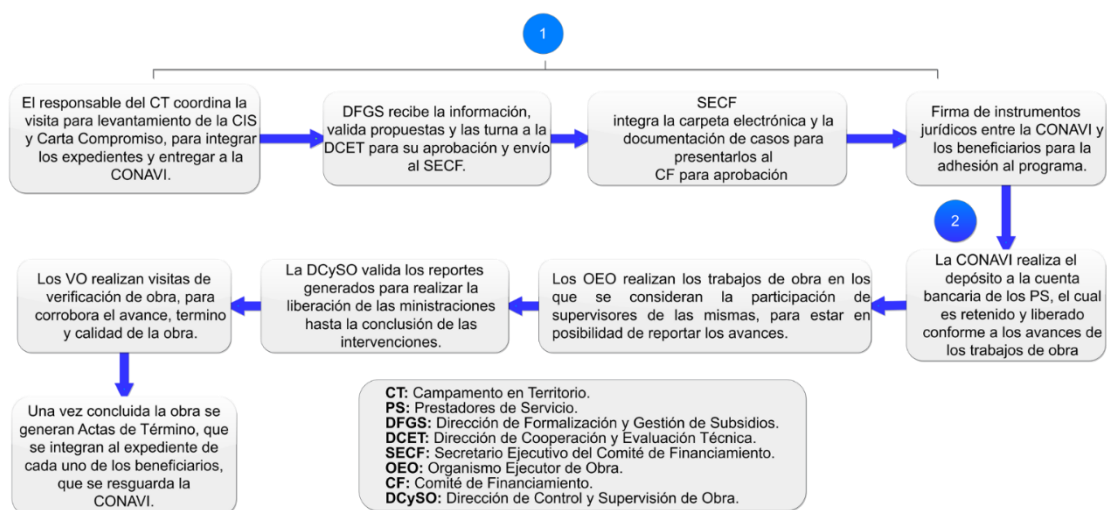 1
El responsable del CT coordina la
visita para levantamiento de la CIS
y Carta Compromiso, para integrar
los expedientes y entregar a la
CONAVI.
DFGS recibe la información,
valida propuestas y las turna a la
DCET para su aprobación y envío
al SECF.
SECF
integra la carpeta electrónica y la
documentación de casos para
presentarlos al
CF para aprobación
Firma de instrumentos
jurídicos entre la CONAVI y
los beneficiarios para la
adhesión al programa.
2
La CONAVI realiza el
depósito a la cuenta
bancaria de los PS, el cual
es retenido y liberado
conforme a los avances de
los trabajos de obra
Los OEO realizan los trabajos de obra en los
que se consideran la participación de
supervisores de las mismas, para estar en
posibilidad de reportar los avances.
La DCySO valida los reportes
generados para realizar la
liberación de las ministraciones
hasta la conclusión de las
intervenciones.
Los VO realizan visitas de
verificación de obra, para
corrobora el avance, termino
y calidad de la obra.
Una vez concluida la obra se
generan Actas de Término, que
se integran al expediente de
cada uno de los beneficiarios,
que se resguarda la
CONAVI.
CT: Campamento en Territorio.
PS: Prestadores de Servicio.
DFGS: Dirección de Formalización y Gestión de Subsidios.
DCET: Dirección de Cooperación y Evaluación Técnica.
SECF: Secretario Ejecutivo del Comité de Financiamiento.
OEO: Organismo Ejecutor de Obra.
CF: Comité de Financiamiento.
DCySO: Dirección de Control y Supervisión de Obra.